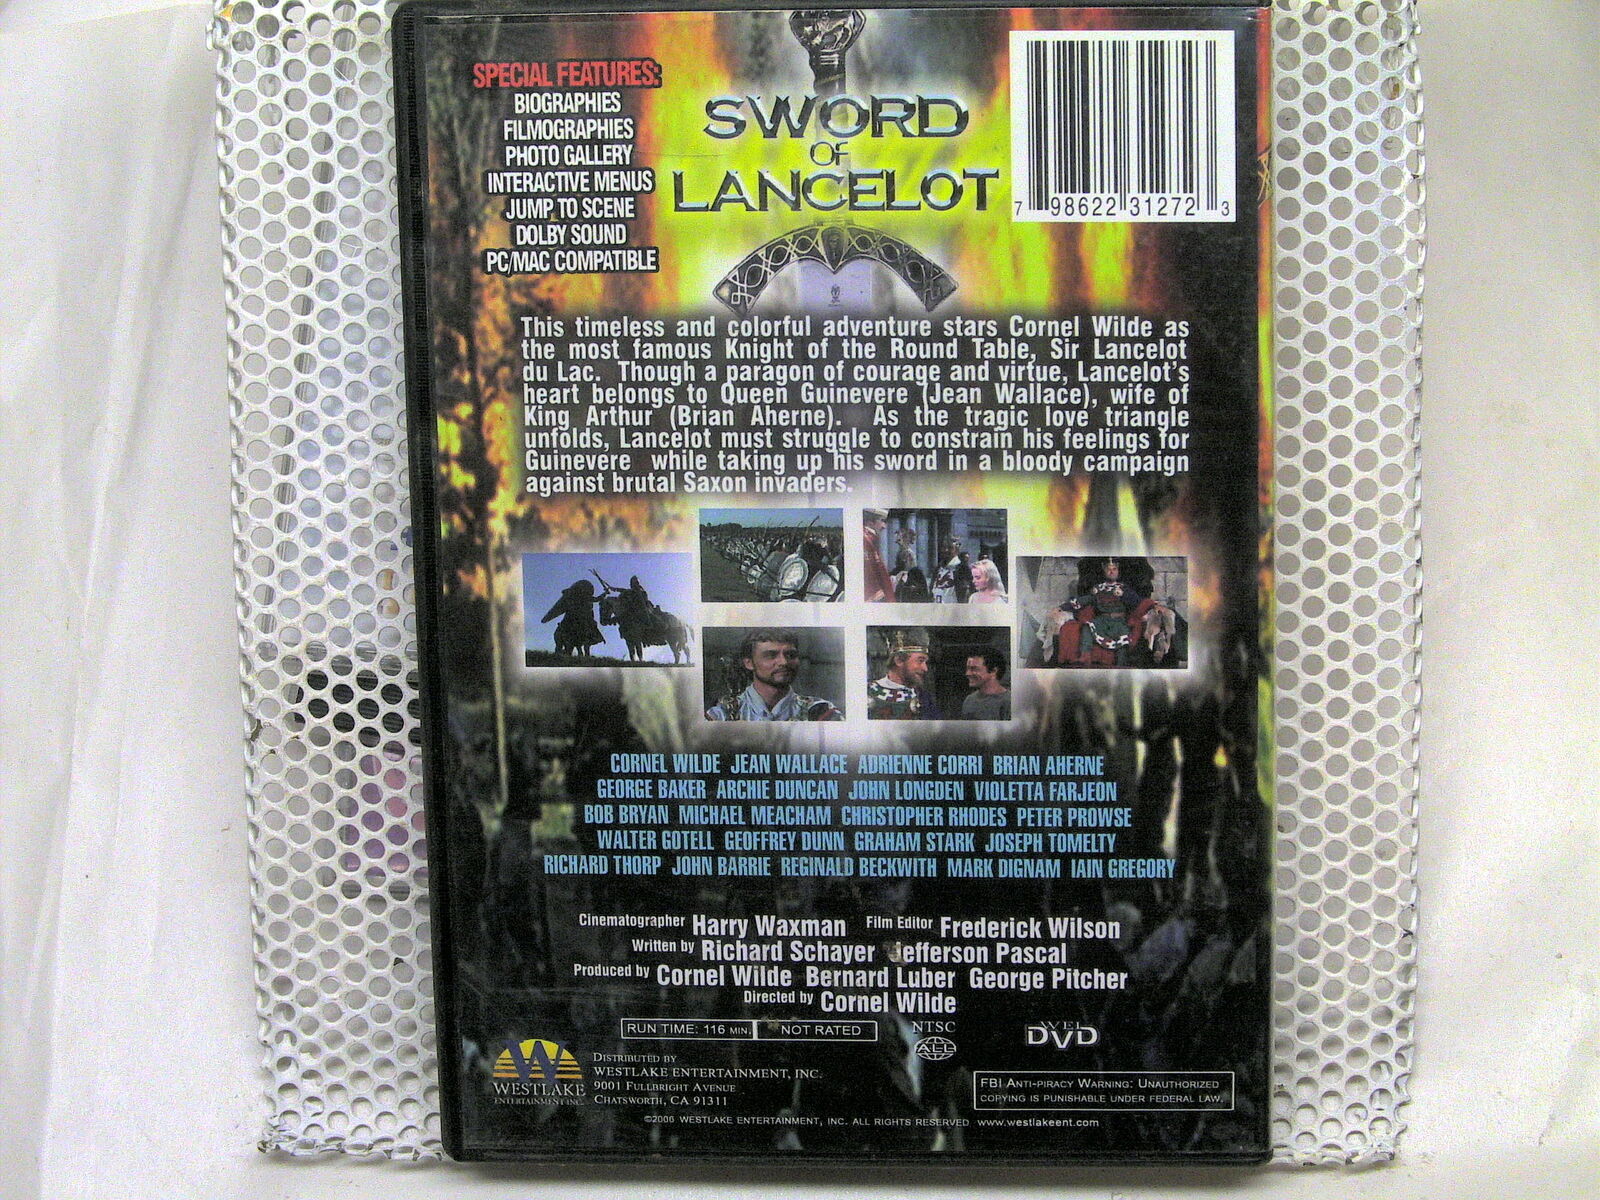 SPECIAL FEATURES:
BIOGRAPHIES
FILMOGRAPHIES
PHOTO GALLERY
INTERACTIVE MENUS
JUMP TO SCENE
DOLBY SOUND
PC/MAC COMPATIBLE
SWORD
OF
LANCELOT
7 98622 31272 3
This timeless and colorful adventure stars Cornel Wilde as
the most famous Knight of the Round Table, Sir Lancelot
du Lac. Though a paragon of courage and virtue, Lancelot's
heart belongs to Queen Guinevere (Jean Wallace), wife of
King Arthur (Brian Aherne). As the tragic love triangle
unfolds, Lancelot must struggle to constrain his feelings for
Guinevere while taking up his sword in a bloody campaign
against brutal Saxon invaders.
CORNEL WILDE JEAN WALLACE ADRIENNE CORRI BRIAN AHERNE
GEORGE BAKER ARCHIE DUNCAN JOHN LONGDEN VIOLETTA FARJEON
BOB BRYAN MICHAEL MEACHAM CHRISTOPHER RHODES PETER PROWSE
WALTER GOTELL GEOFFREY DUNN GRAHAM STARK JOSEPH TOMELTY
RICHARD THORP JOHN BARRIE REGINALD BECKWITH MARK DIGNAM IAIN GREGORY
Cinematographer Harry Waxman Film Editor Frederick Wilson
Written by Richard Schayer Jefferson Pascal
Produced by Cornel Wilde Bernard Luber George Pitcher
Directed by Cornel Wilde
RUN TIME: 116 MIN. NOT RATED
NTSC
ALL
WEI
DVD
W
WESTLAKE
ENTERTAINMENT INC.
DISTRIBUTED BY
WESTLAKE ENTERTAINMENT, INC.
9001 FULLBRIGHT AVENUE
CHATSWORTH, CA 91311
FBI ANTI-PIRACY WARNING: UNAUTHORIZED
COPYING IS PUNISHABLE UNDER FEDERAL LAW.
©2006 WESTLAKE ENTERTAINMENT, INC. ALL RIGHTS RESERVED www.westlakeent.com